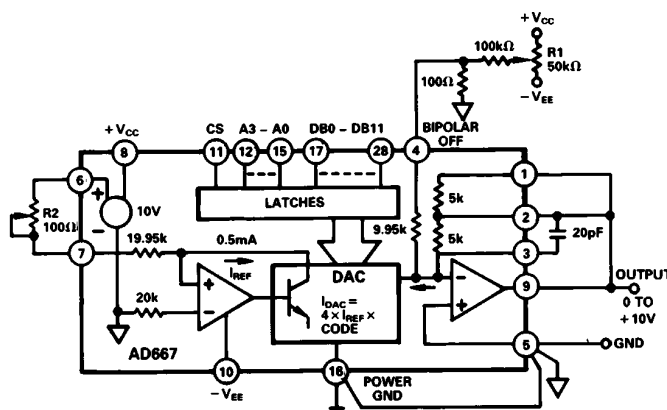 +VCC
100kΩ
R1
50kΩ
100Ω
-VEE
+VCC
CS A3 - A0 DB0 - DB11
BIPOLAR
OFF
8
11
12
15
17
28
4
6
1
+
10V
-
R2
100Ω
LATCHES
5k
2
9.95k
5k
20pF
7
19.95k
0.5mA
3
DAC
IREF
+
-
OUTPUT
9
0 TO
+10V
IDAC =
4 × IREF ×
CODE
20k
-
+
5
GND
AD667
10
16
POWER
GND
-VEE